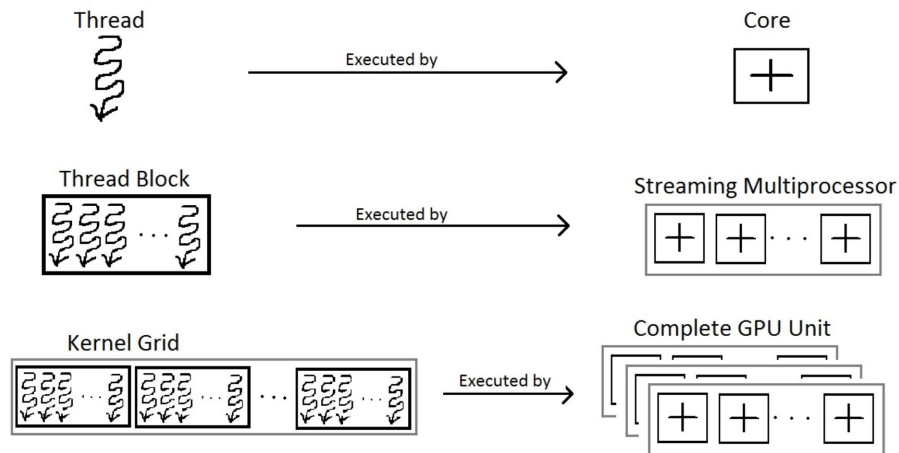 Thread
Executed by
Core
Thread Block
Executed by
Streaming Multiprocessor
Kernel Grid
Executed by
Complete GPU Unit